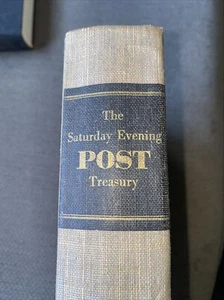 The
Saturday Evening
POST
Treasury